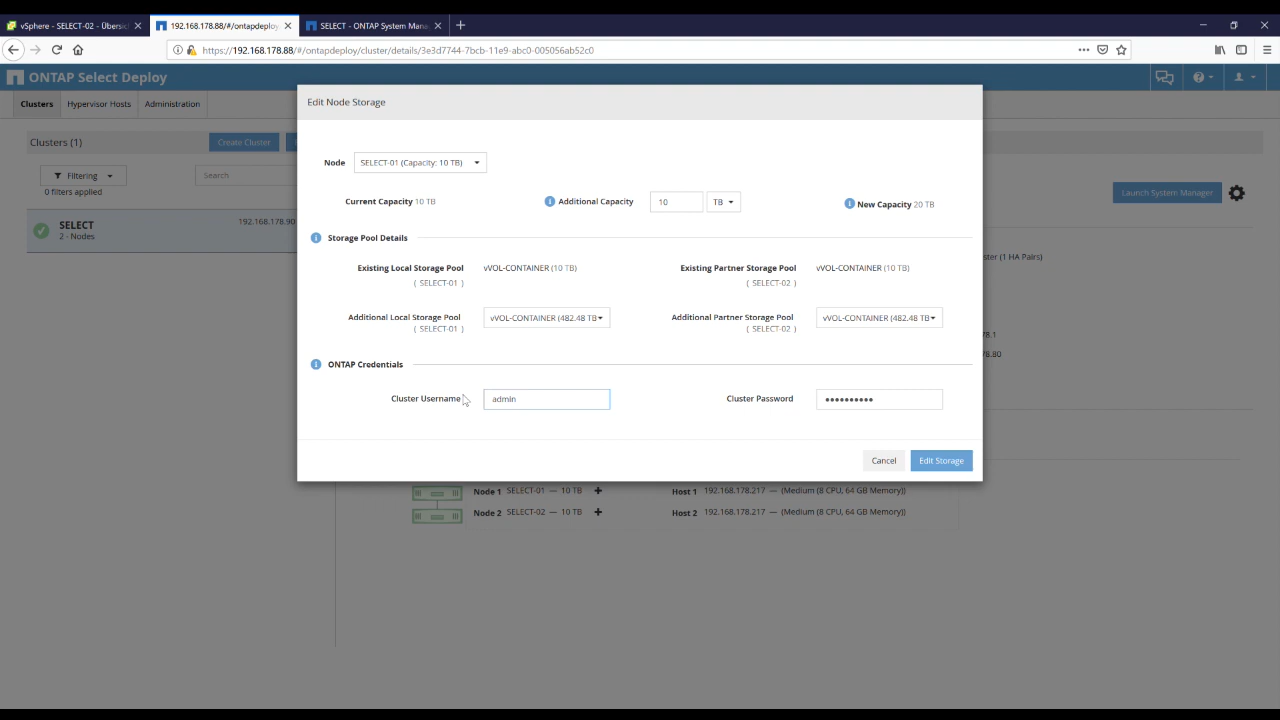 vSphere - SELECT-02 - Übersic
192.168.178.88/#/ontapdeploy
SELECT - ONTAP System Mana
https://192.168.178.88/#/ontapdeploy/cluster/details/3e3d7744-7bcb-11e9-abc0-005056ab52c0
ONTAP Select Deploy
Clusters Hypervisor Hosts Administration
Edit Node Storage
Clusters (1) Create Cluster
Filtering Search
0 filters applied
SELECT 192.168.178.90
2 - Nodes
Launch System Manager
Node SELECT-01 (Capacity: 10 TB)
Current Capacity 10 TB Additional Capacity 10 TB New Capacity 20 TB
Storage Pool Details
Existing Local Storage Pool vVOL-CONTAINER (10 TB) Existing Partner Storage Pool vVOL-CONTAINER (10 TB)
( SELECT-01 ) ( SELECT-02 )
Additional Local Storage Pool vVOL-CONTAINER (482.48 TB Additional Partner Storage Pool vVOL-CONTAINER (482.48 TB
( SELECT-01 ) ( SELECT-02 )
ONTAP Credentials
Cluster Username admin Cluster Password ••••••••••
Cancel Edit Storage
ster (1 HA Pairs)
78.1
78.80
Node 1 SELECT-01 — 10 TB + Host 1 192.168.178.217 — (Medium (8 CPU, 64 GB Memory))
Node 2 SELECT-02 — 10 TB + Host 2 192.168.178.217 — (Medium (8 CPU, 64 GB Memory))